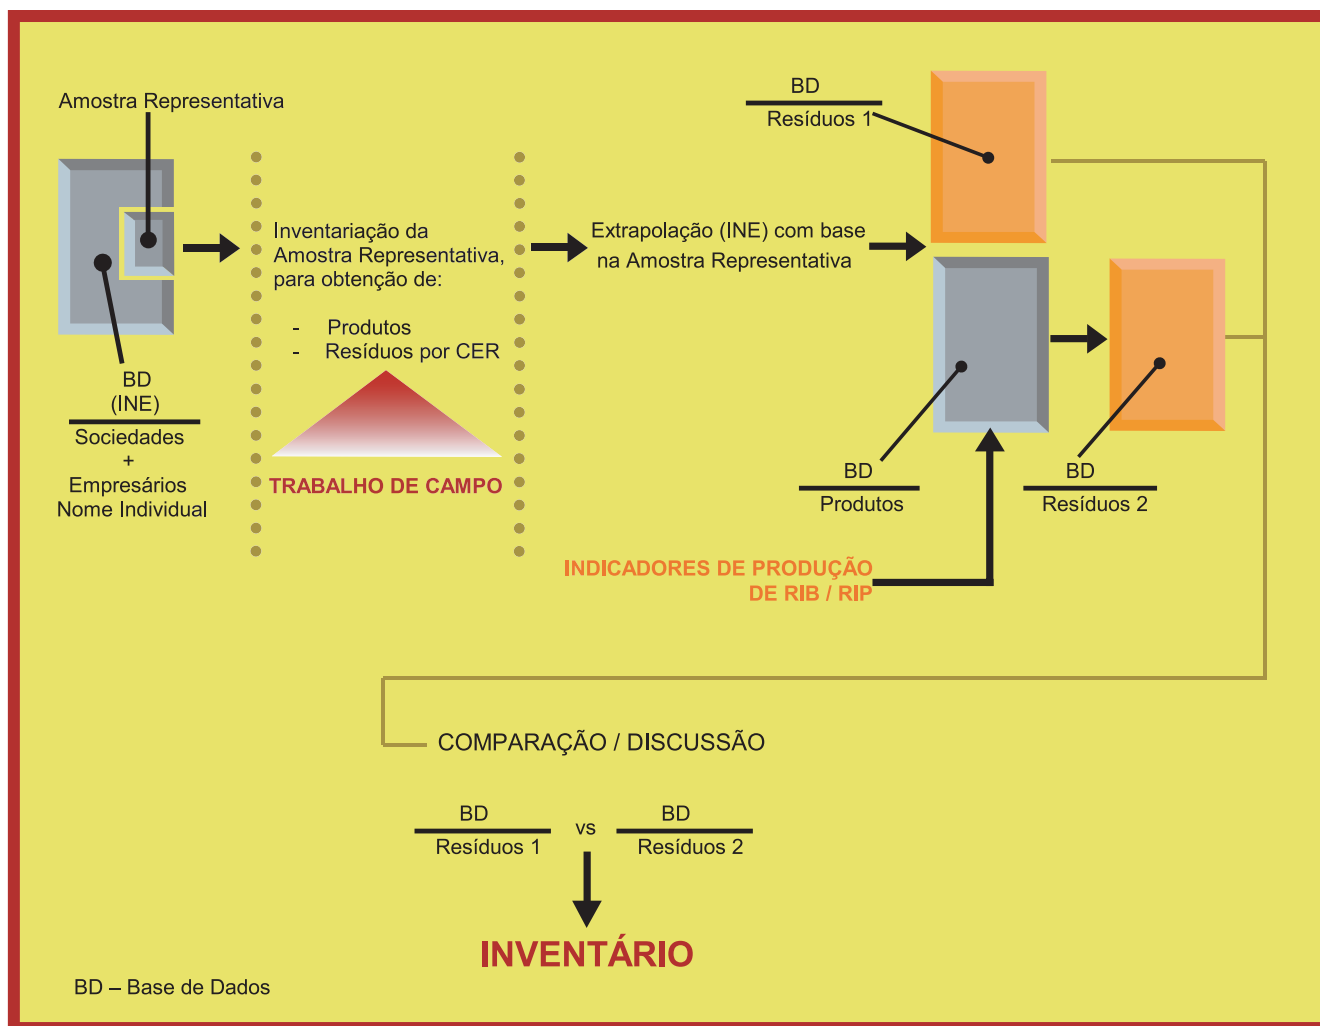 Amostra Representativa
BD
(INE)
Sociedades
+
Empresários
Nome Individual
Inventariação da
Amostra Representativa,
para obtenção de:
- Produtos
- Resíduos por CER
TRABALHO DE CAMPO
Extrapolação (INE) com base
na Amostra Representativa
BD
Resíduos 1
BD
Produtos
BD
Resíduos 2
INDICADORES DE PRODUÇÃO
DE RIB / RIP
COMPARAÇÃO / DISCUSSÃO
BD
Resíduos 1
vs
BD
Resíduos 2
INVENTÁRIO
BD – Base de Dados